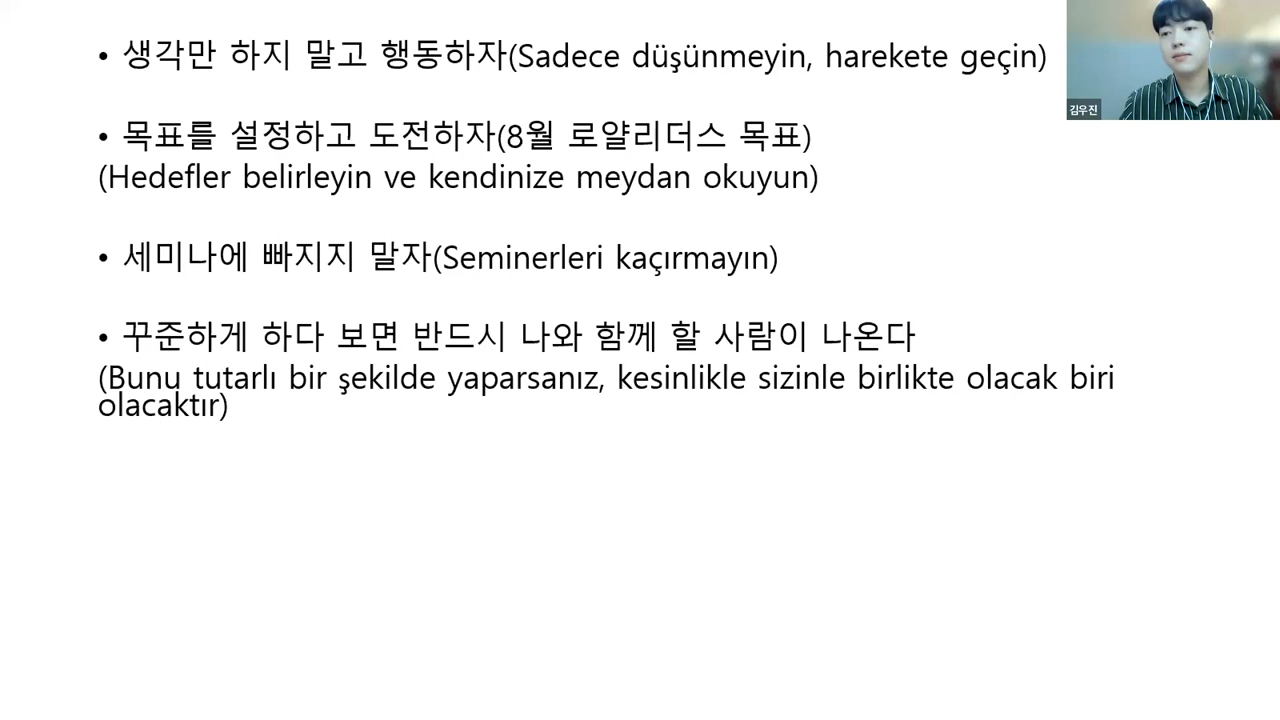 • 생각만 하지 말고 행동하자(Sadece düşünmeyin, harekete geçin)
김우진
• 목표를 설정하고 도전하자(8월 로얄리더스 목표)
(Hedefler belirleyin ve kendinize meydan okuyun)
• 세미나에 빠지지 말자(Seminerleri kaçırmayın)
• 꾸준하게 하다 보면 반드시 나와 함께 할 사람이 나온다
(Bunu tutarlı bir şekilde yaparsanız, kesinlikle sizinle birlikte olacak biri
olacaktır)